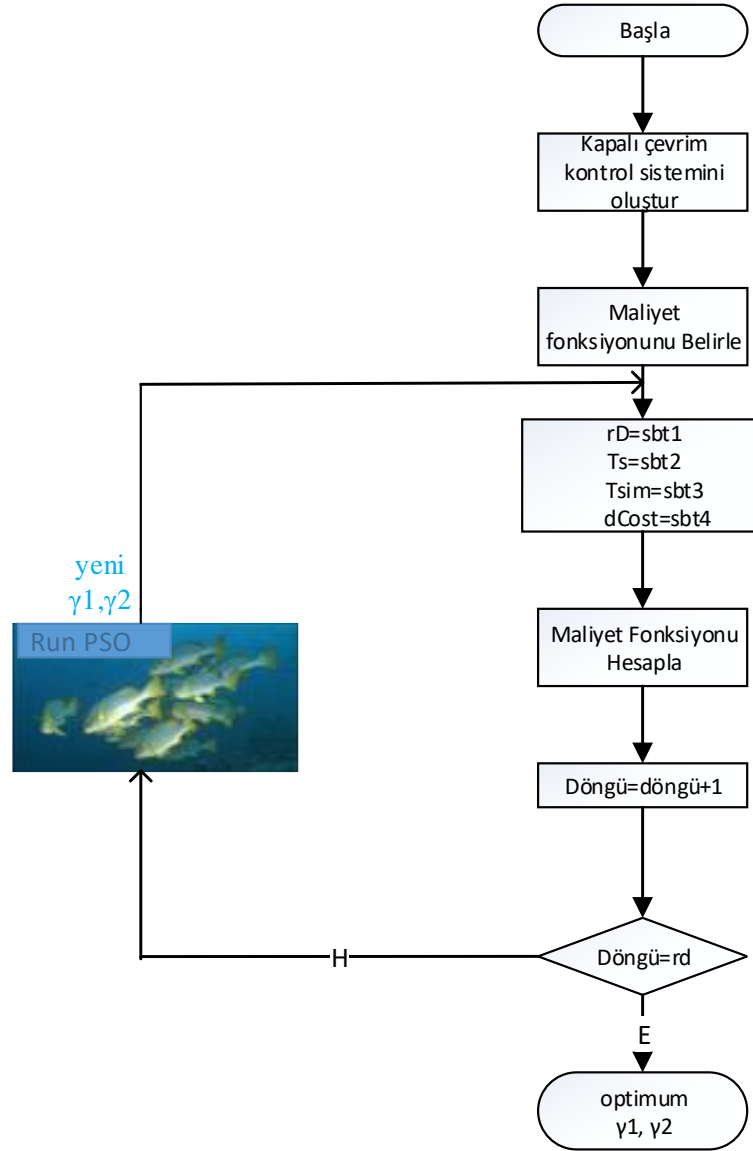 Başla
Kapalı çevrim
kontrol sistemini
oluştur
Maliyet
fonksiyonunu Belirle
rD=sbt1
Ts=sbt2
Tsim=sbt3
dCost=sbt4
Maliyet Fonksiyonu
Hesapla
Döngü=döngü+1
Döngü=rd
H
E
yeni
γ1,γ2
Run PSO
optimum
γ1, γ2